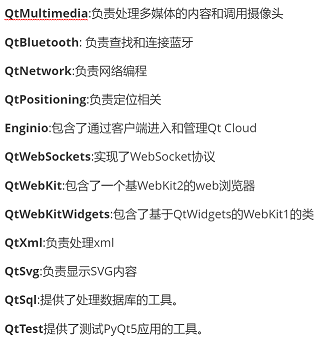 QtMultimedia:负责处理多媒体的内容和调用摄像头
QtBluetooth: 负责查找和连接蓝牙
QtNetwork:负责网络编程
QtPositioning:负责定位相关
Enginio:包含了通过客户端进入和管理Qt Cloud
QtWebSockets:实现了WebSocket协议
QtWebKit:包含了一个基WebKit2的web浏览器
QtWebKitWidgets:包含了基于QtWidgets的WebKit1的类
QtXml:负责处理xml
QtSvg:负责显示SVG内容
QtSql:提供了处理数据库的工具。
QtTest提供了测试PyQt5应用的工具。